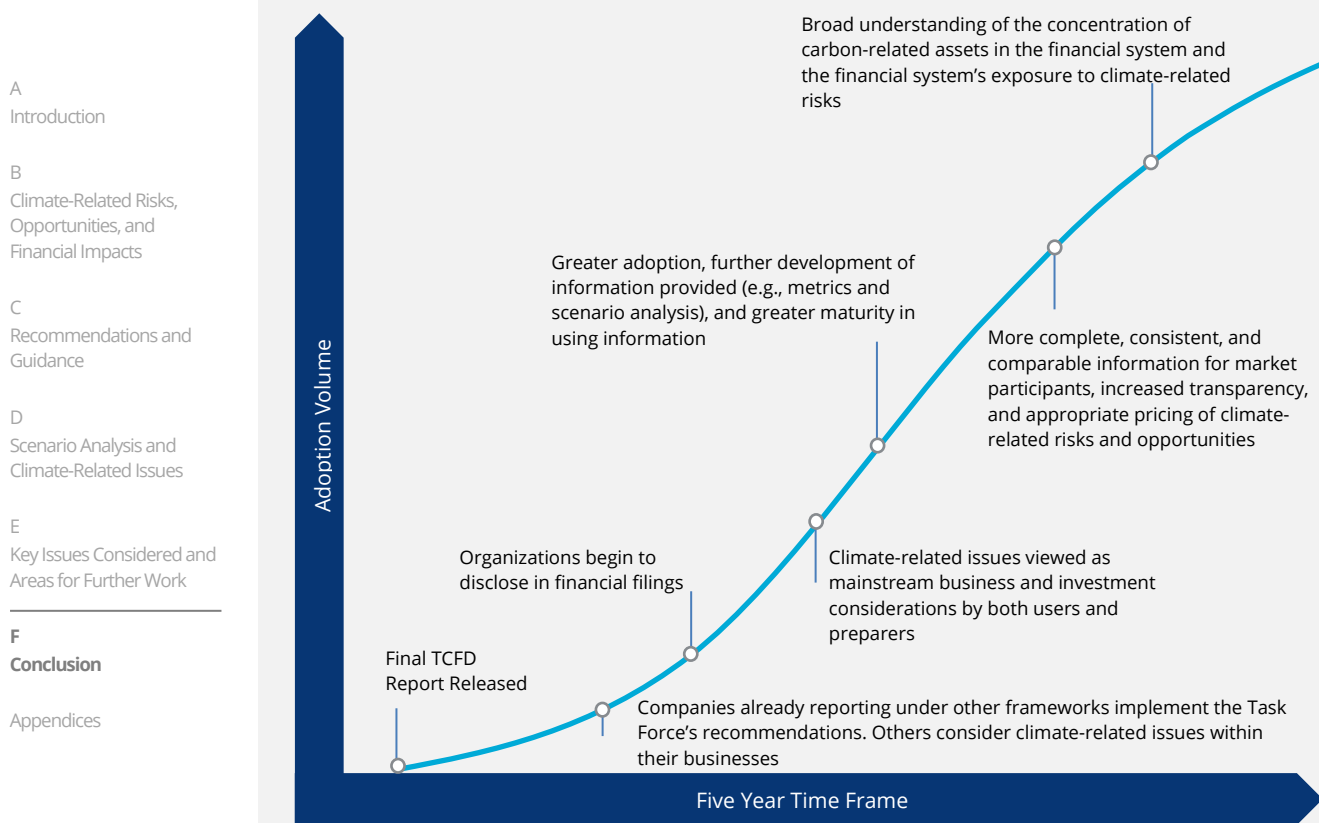 A
Introduction
B
Climate-Related Risks,
Opportunities, and
Financial Impacts
C
Recommendations and
Guidance
D
Scenario Analysis and
Climate-Related Issues
E
Key Issues Considered and
Areas for Further Work
F
Conclusion
Appendices
Adoption Volume
Broad understanding of the concentration of
carbon-related assets in the financial system and
the financial system’s exposure to climate-related
risks
Greater adoption, further development of
information provided (e.g., metrics and
scenario analysis), and greater maturity in
using information
More complete, consistent, and
comparable information for market
participants, increased transparency,
and appropriate pricing of climate-
related risks and opportunities
Organizations begin to
disclose in financial filings
Climate-related issues viewed as
mainstream business and investment
considerations by both users and
preparers
Final TCFD
Report Released
Companies already reporting under other frameworks implement the Task
Force’s recommendations. Others consider climate-related issues within
their businesses
Five Year Time Frame